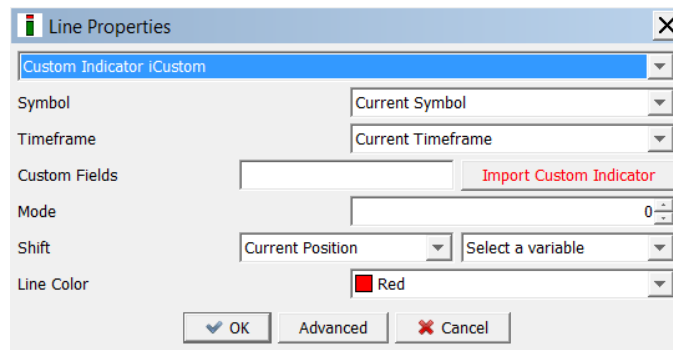 Line Properties
Custom Indicator iCustom
Symbol Current Symbol
Timeframe Current Timeframe
Custom Fields Import Custom Indicator
Mode 0
Shift Current Position Select a variable
Line Color Red
OK Advanced Cancel